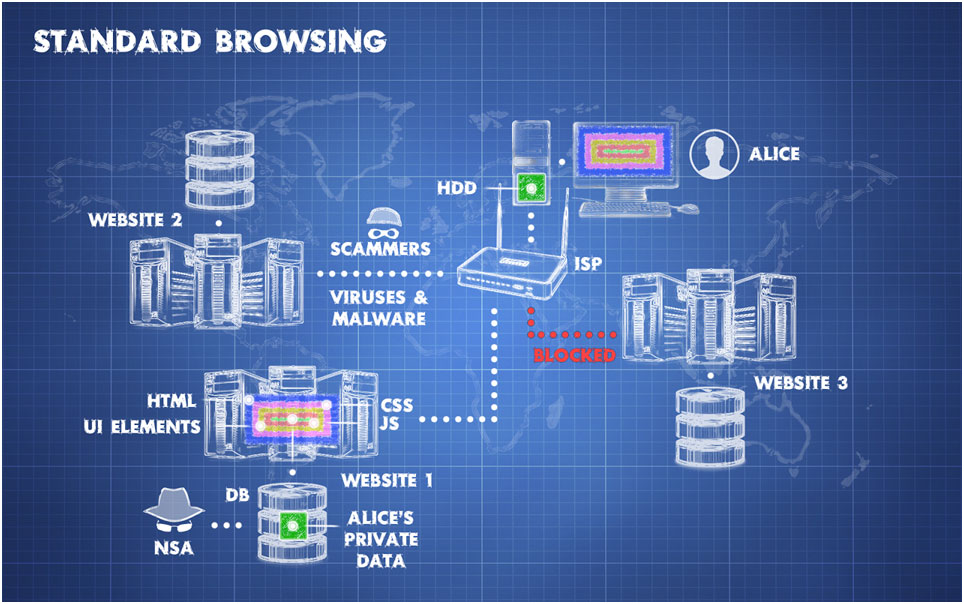 STANDARD BROWSING
ALICE
HDD
WEBSITE 2
SCAMMERS
ISP
VIRUSES &
MALWARE
BLOCKED
WEBSITE 3
HTML
CSS
UI ELEMENTS
JS
WEBSITE 1
DB
ALICE'S
PRIVATE
DATA
NSA